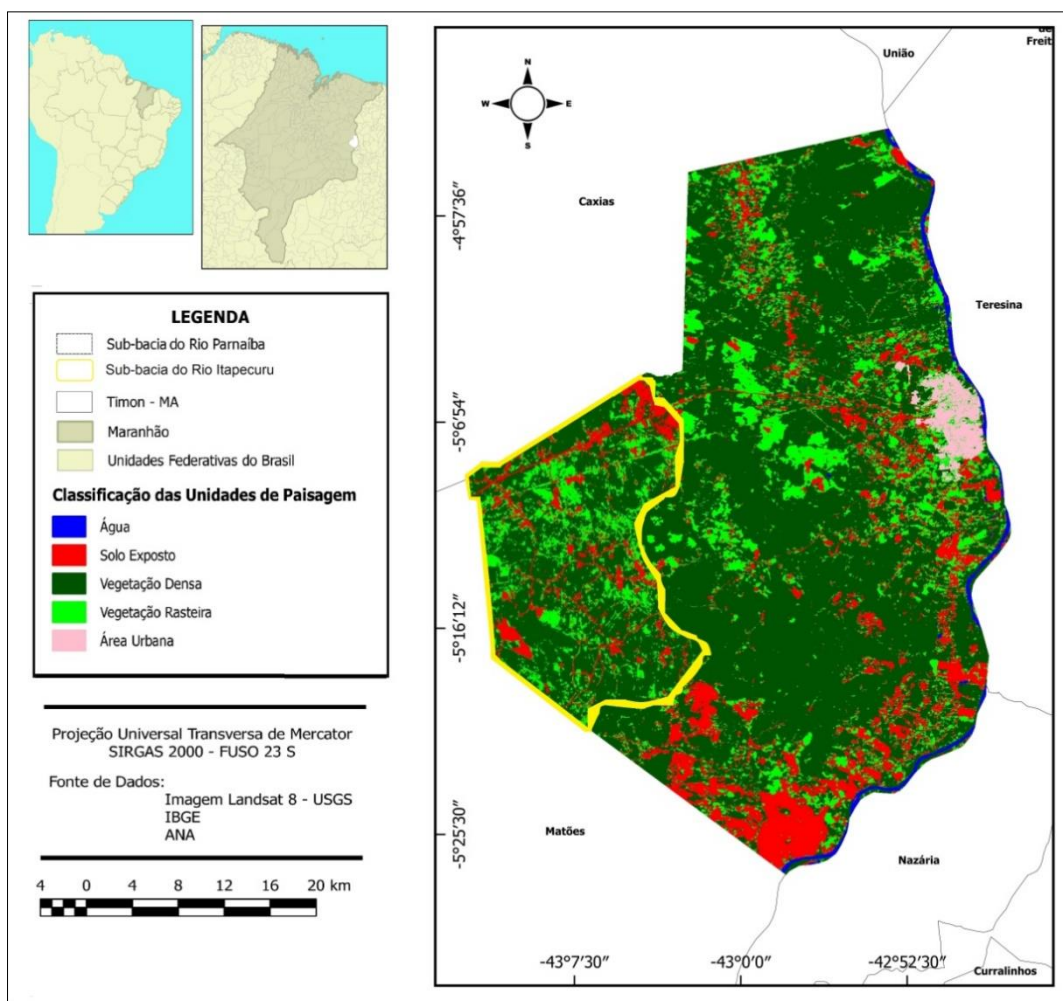 LEGENDA
Sub-bacia do Rio Parnaíba
Sub-bacia do Rio Itapecuru
Timon - MA
Maranhão
Unidades Federativas do Brasil
Classificação das Unidades de Paisagem
Água
Solo Exposto
Vegetação Densa
Vegetação Rasteira
Área Urbana
Projeção Universal Transversa de Mercator
SIRGAS 2000 - FUSO 23 S
Fonte de Dados:
Imagem Landsat 8 - USGS
IBGE
ANA
4 0 4 8 12 16 20 km
de
Freit
União
N
W E
S
Caxias
Teresina
Matões
Nazária
Curralinhos
-4°57'36"
-5°6'54"
-5°16'12"
-5°25'30"
-43°7'30" -43°0'0" -42°52'30"